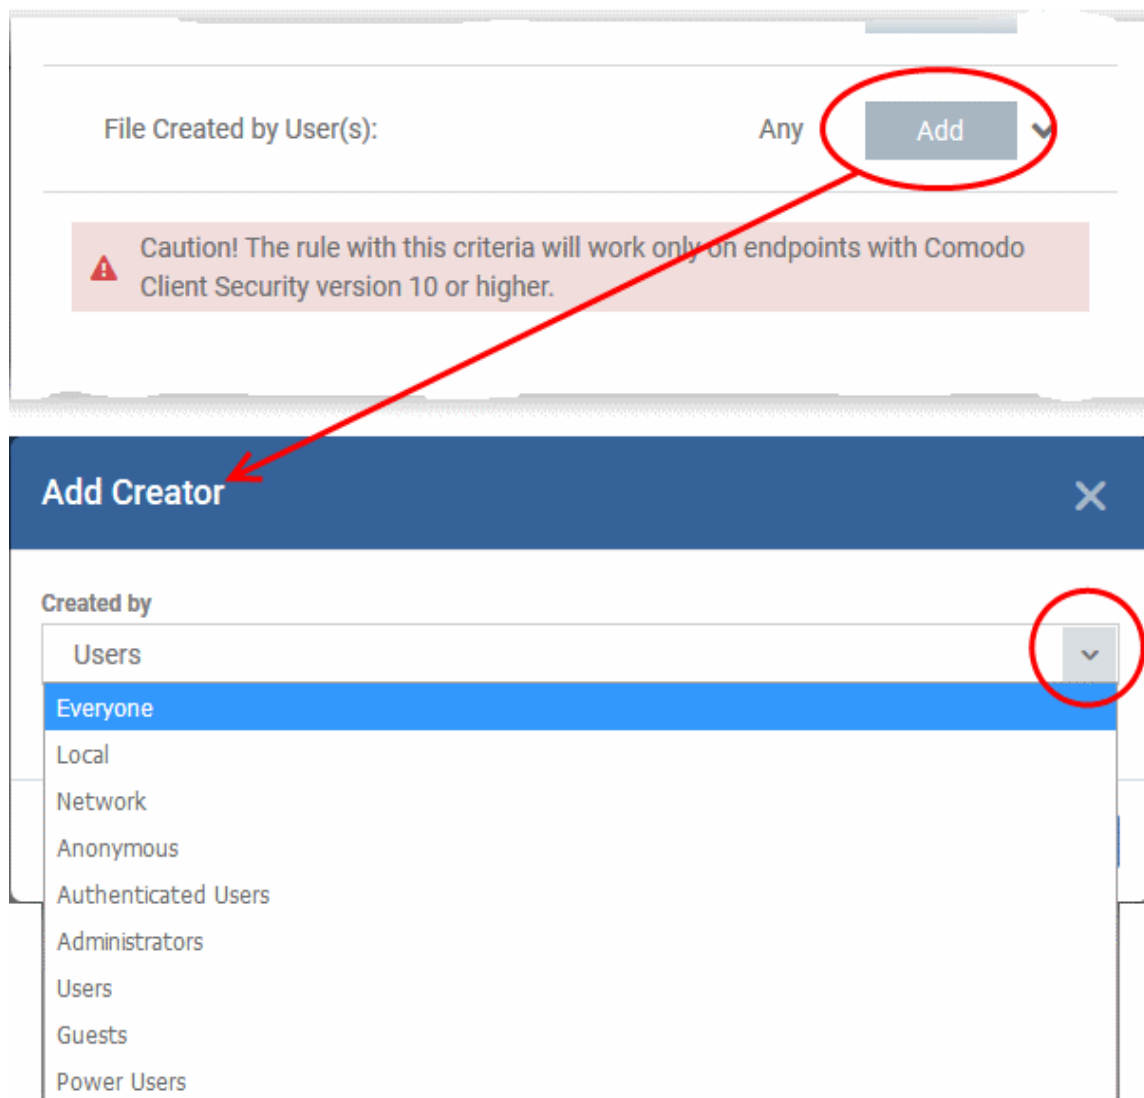 File Created by User(s): Any Add
Caution! The rule with this criteria will work only on endpoints with Comodo
Client Security version 10 or higher.
Add Creator
Created by
Users
Everyone
Local
Network
Anonymous
Authenticated Users
Administrators
Users
Guests
Power Users